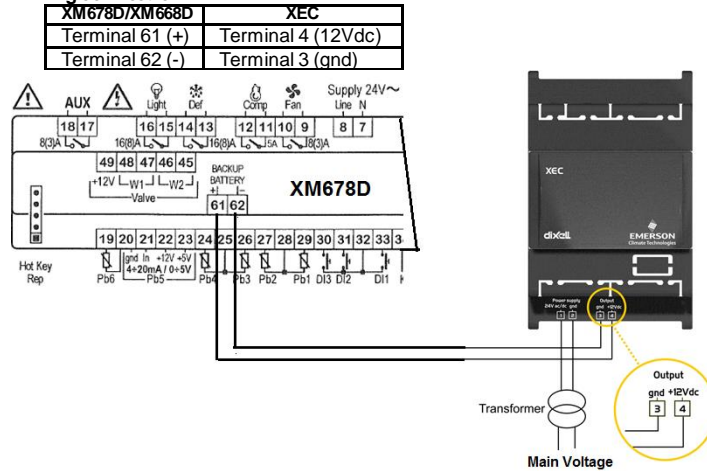 XM678D/XM668D XEC
Terminal 61 (+) Terminal 4 (12Vdc)
Terminal 62 (-) Terminal 3 (gnd)
AUX Light Def Comp Fan Supply 24V~
Line N
18 17 16 15 14 13 12 11 10 9 8 7
8(3)A 16(8)A 16(8)A 5A 8(3)A
49 48 47 46 45
+12V W1 W2
Valve
BACKUP
BATTERY
+ -
61 62
XM678D
19 20 21 22 23 24 25 26 27 28 29 30 31 32 33
gnd In +12V +5V
4÷20mA / 0÷5V
Hot Key
Rep
Pb6 Pb5 Pb4 Pb3 Pb2 Pb1 DI3 DI2 DI1
XEC
dixell
EMERSON
Climate Technologies
Power supply Output
24V ac/dc gnd gnd +12Vdc
1 2 3 4
Output
gnd +12Vdc
3 4
Transformer
Main Voltage